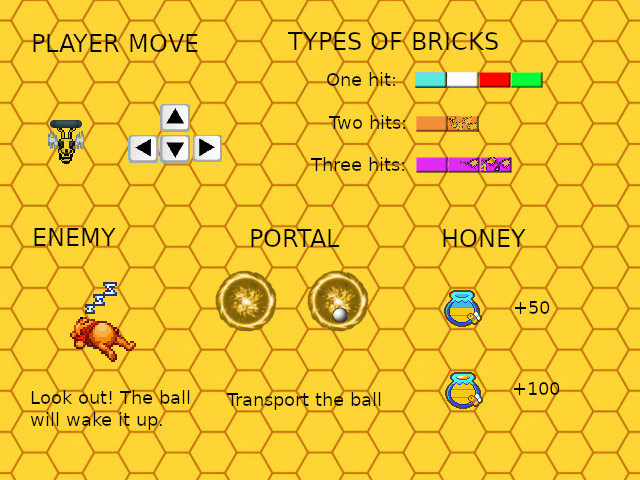 PLAYER MOVE
TYPES OF BRICKS
One hit:
Two hits:
Three hits:
ENEMY
PORTAL
HONEY
+50
+100
Look out! The ball
will wake it up.
Transport the ball